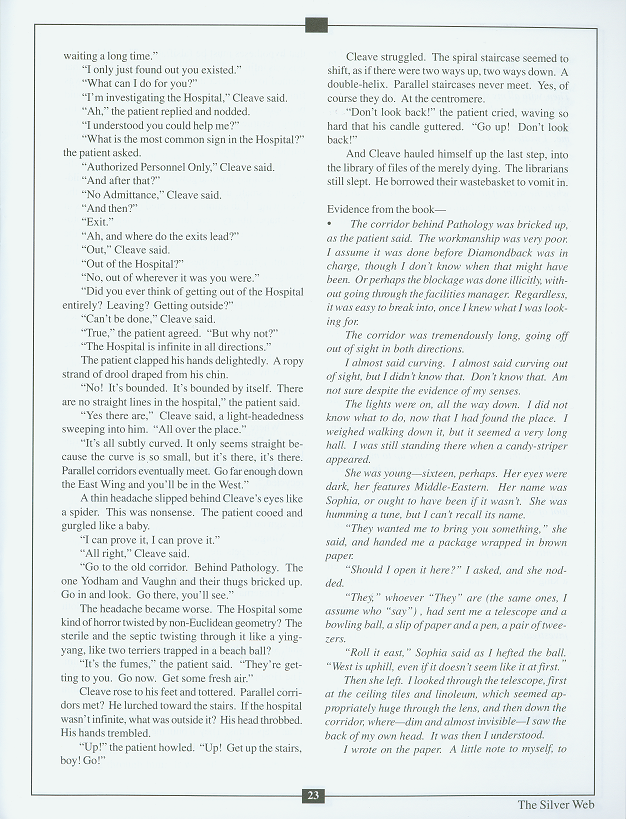 waiting a long time.”
“I only just found out you existed.”
“What can I do for you?”
“I’m investigating the Hospital,” Cleave said.
“Ah,” the patient replied and nodded.
“I understood you could help me?”
“What is the most common sign in the Hospital?”
the patient asked.
“Authorized Personnel Only,” Cleave said.
“And after that?”
“No Admittance,” Cleave said.
“And then?”
“Exit.”
“Ah, and where do the exits lead?”
“Out,” Cleave said.
“Out of the Hospital?”
“No, out of wherever it was you were.”
“Did you ever think of getting out of the Hospital
entirely? Leaving? Getting outside?”
“Can’t be done,” Cleave said.
“True,” the patient agreed. “But why not?”
“The Hospital is infinite in all directions.”
The patient clapped his hands delightedly. A ropy
strand of drool draped from his chin.
“No! It’s bounded. It’s bounded by itself. There
are no straight lines in the hospital,” the patient said.
“Yes there are,” Cleave said, a light-headedness
sweeping into him. “All over the place.”
“It’s all subtly curved. It only seems straight be-
cause the curve is so small, but it’s there, it’s there.
Parallel corridors eventually meet. Go far enough down
the East Wing and you’ll be in the West.”
A thin headache slipped behind Cleave’s eyes like
a spider. This was nonsense. The patient cooed and
gurgled like a baby.
“I can prove it, I can prove it.”
“All right,” Cleave said.
“Go to the old corridor. Behind Pathology. The
one Yodham and Vaughn and their thugs bricked up.
Go in and look. Go there, you’ll see.”
The headache became worse. The Hospital some
kind of horror twisted by non-Euclidean geometry? The
sterile and the septic twisting through it like a ying-
yang, like two terriers trapped in a beach ball?
“It’s the fumes,” the patient said. “They’re get-
ting to you. Go now. Get some fresh air.”
Cleave rose to his feet and tottered. Parallel corri-
dors met? He lurched toward the stairs. If the hospital
wasn’t infinite, what was outside it? His head throbbed.
His hands trembled.
“Up!” the patient howled. “Up! Get up the stairs,
boy! Go!”
Cleave struggled. The spiral staircase seemed to
shift, as if there were two ways up, two ways down. A
double-helix. Parallel staircases never meet. Yes, of
course they do. At the centromere.
“Don’t look back!” the patient cried, waving so
hard that his candle guttered. “Go up! Don’t look
back!”
And Cleave hauled himself up the last step, into
the library of files of the merely dying. The librarians
still slept. He borrowed their wastebasket to vomit in.
Evidence from the book—
• The corridor behind Pathology was bricked up,
as the patient said. The workmanship was very poor.
I assume it was done before Diamondback was in
charge, though I don’t know when that might have
been. Or perhaps the blockage was done illicitly, with-
out going through the facilities manager. Regardless,
it was easy to break into, once I knew what I was look-
ing for.
The corridor was tremendously long, going off
out of sight in both directions.
I almost said curving. I almost said curving out
of sight, but I didn’t know that. Don’t know that. Am
not sure despite the evidence of my senses.
The lights were on, all the way down. I did not
know what to do, now that I had found the place. I
weighed walking down it, but it seemed a very long
hall. I was still standing there when a candy-striper
appeared.
She was young—sixteen, perhaps. Her eyes were
dark, her features Middle-Eastern. Her name was
Sophia, or ought to have been if it wasn’t. She was
humming a tune, but I can’t recall its name.
“They wanted me to bring you something,” she
said, and handed me a package wrapped in brown
paper.
“Should I open it here?” I asked, and she nod-
ded.
“They,” whoever “They” are (the same ones, I
assume who “say”) , had sent me a telescope and a
bowling ball, a slip of paper and a pen, a pair of twee-
zers.
“Roll it east,” Sophia said as I hefted the ball.
“West is uphill, even if it doesn’t seem like it at first.”
Then she left. I looked through the telescope, first
at the ceiling tiles and linoleum, which seemed ap-
propriately huge through the lens, and then down the
corridor, where—dim and almost invisible—I saw the
back of my own head. It was then I understood.
I wrote on the paper. A little note to myself, to
23
The Silver Web